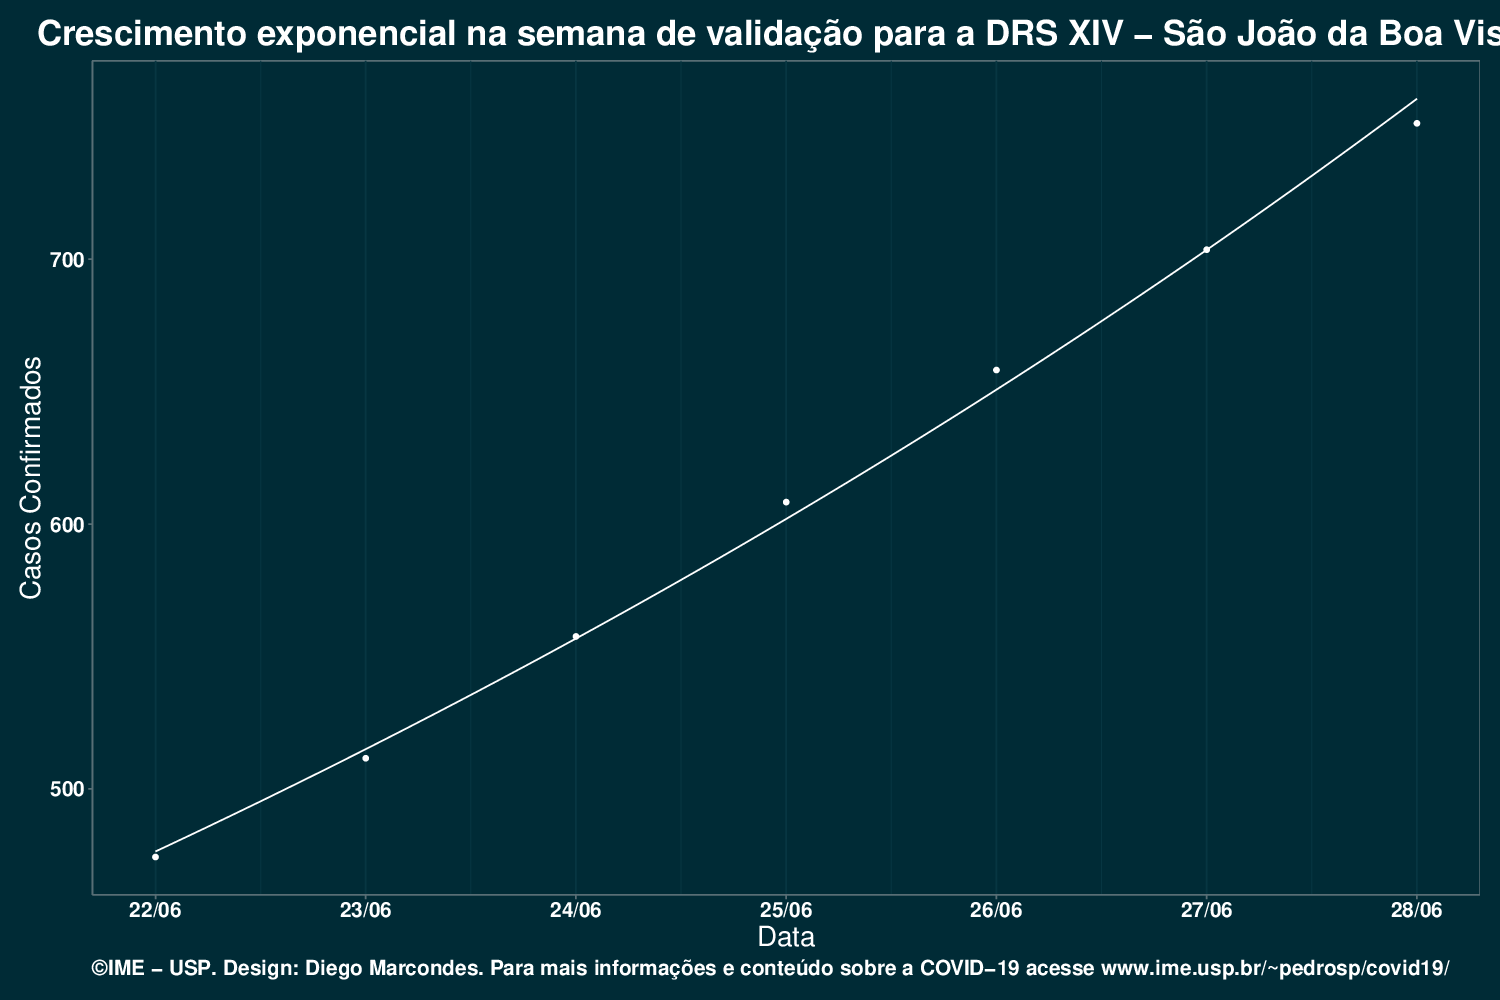 Crescimento exponencial na semana de validação para a DRS XIV – São João da Boa Vis
700
600
500
Casos Confirmados
22/06 23/06 24/06 25/06 26/06 27/06 28/06
Data
©IME – USP. Design: Diego Marcondes. Para mais informações e conteúdo sobre a COVID–19 acesse www.ime.usp.br/~pedrosp/covid19/